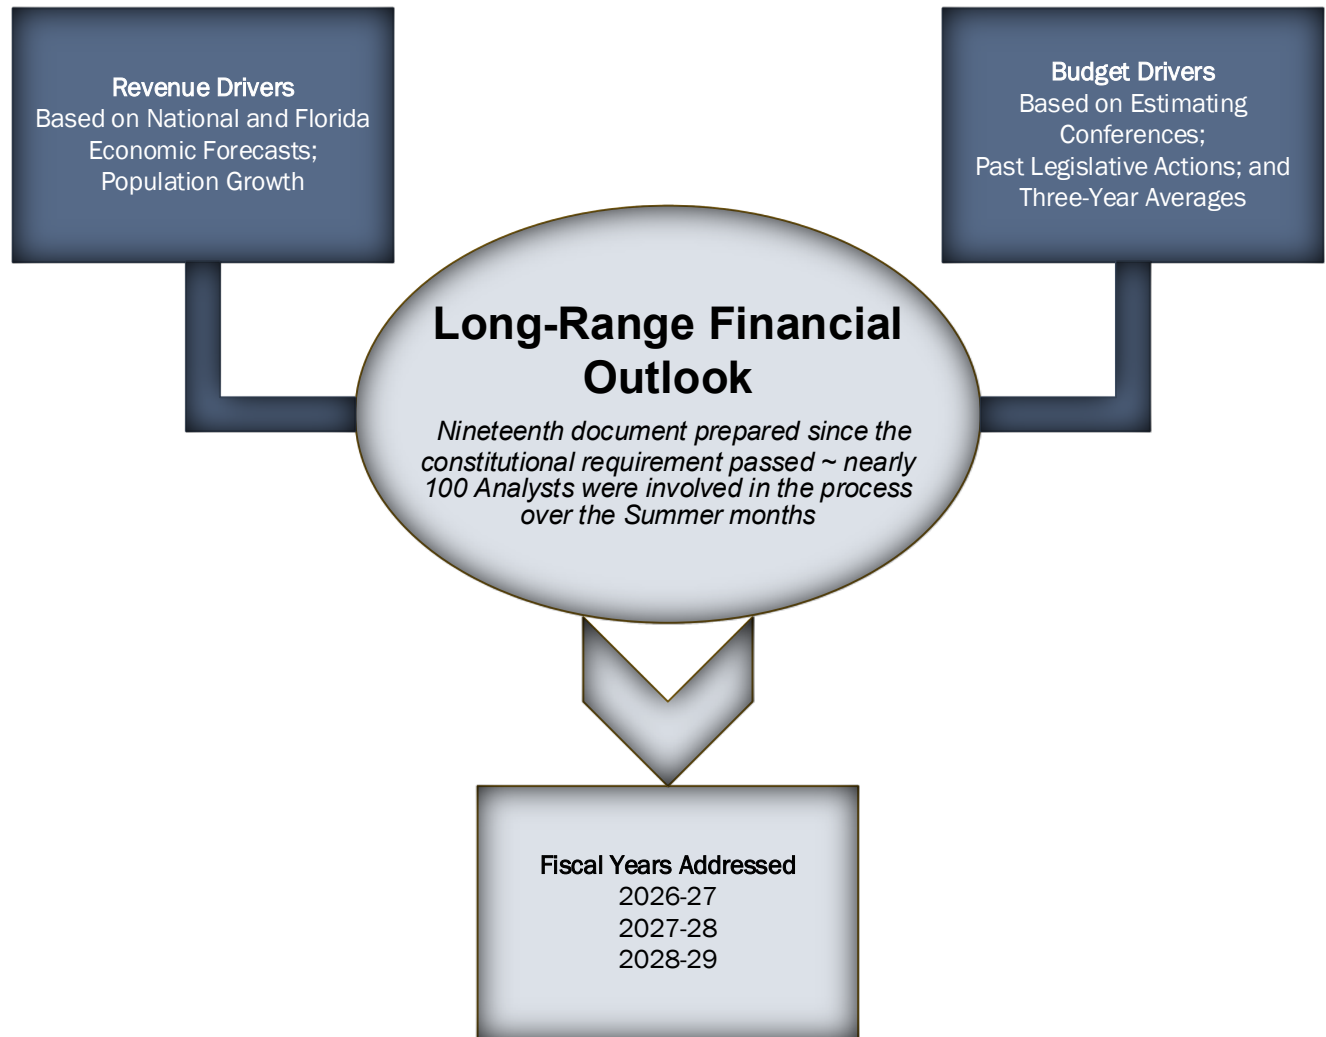 Revenue Drivers
Based on National and Florida
Economic Forecasts;
Population Growth
Budget Drivers
Based on Estimating
Conferences;
Past Legislative Actions; and
Three-Year Averages
Long-Range Financial
Outlook
Nineteenth document prepared since the
constitutional requirement passed ~ nearly
100 Analysts were involved in the process
over the Summer months
Fiscal Years Addressed
2026-27
2027-28
2028-29